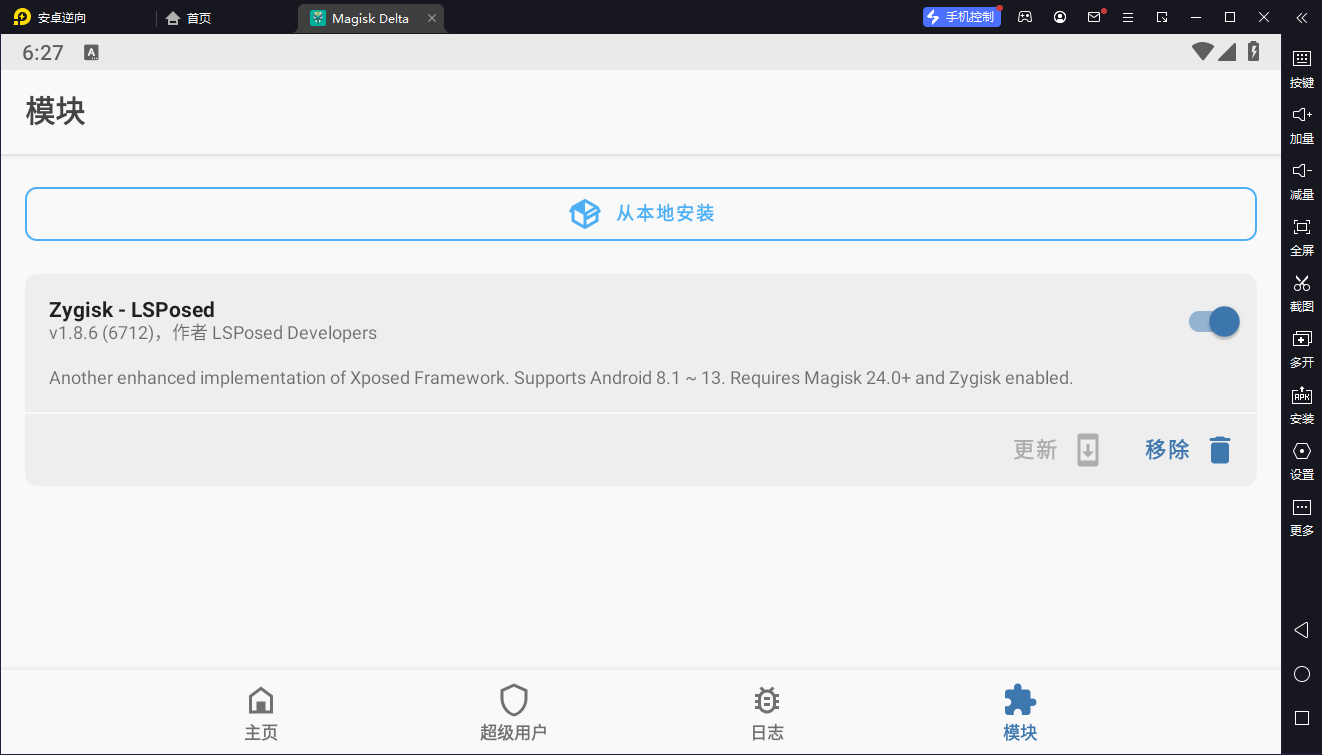 安卓逆向
首页
Magisk Delta
手机控制
6:27
A
模块
从本地安装
Zygisk - LSPosed
v1.8.6 (6712)，作者 LSPosed Developers
Another enhanced implementation of Xposed Framework. Supports Android 8.1 ~ 13. Requires Magisk 24.0+ and Zygisk enabled.
更新
移除
主页
超级用户
日志
模块
按键
加量
减量
全屏
截图
多开
APK
安装
设置
更多